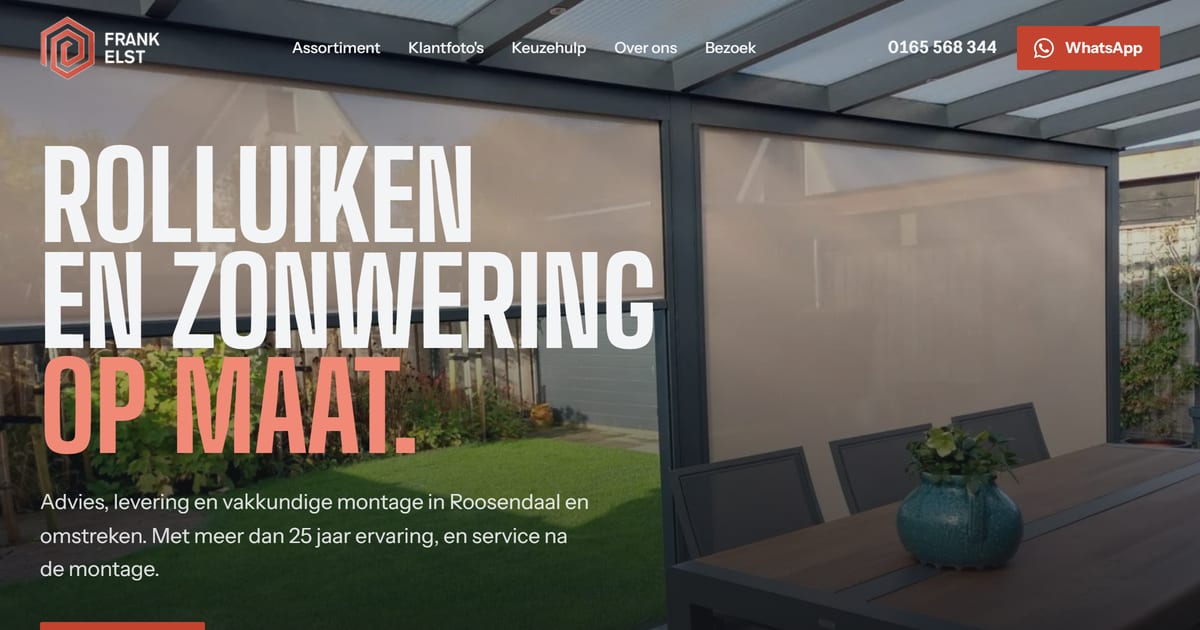 FRANK
ELST
Assortiment
Klantfoto's
Keuzehulp
Over ons
Bezoek
0165 568 344
WhatsApp
ROLLUIKEN
EN ZONWERING
OP MAAT.
Advies, levering en vakkundige montage in Roosendaal en
omstreken. Met meer dan 25 jaar ervaring, en service na
de montage.